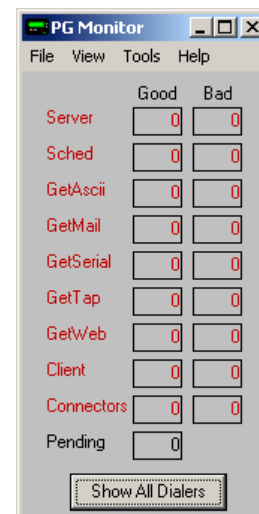 PG Monitor
File View Tools Help
Good Bad
Server 0 0
Sched 0 0
GetAscii 0 0
GetMail 0 0
GetSerial 0 0
GetTap 0 0
GetWeb 0 0
Client 0 0
Connectors 0 0
Pending 0
Show All Dialers